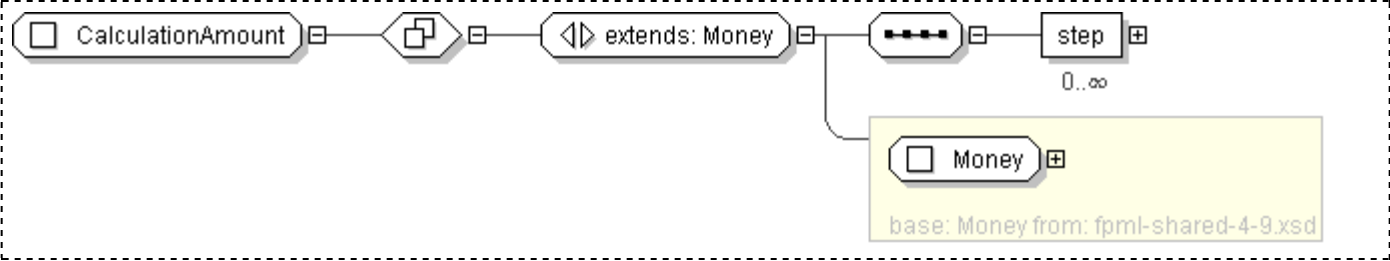 CalculationAmount
extends: Money
step
0..∞
Money
base: Money from: fpml-shared-4-9.xsd